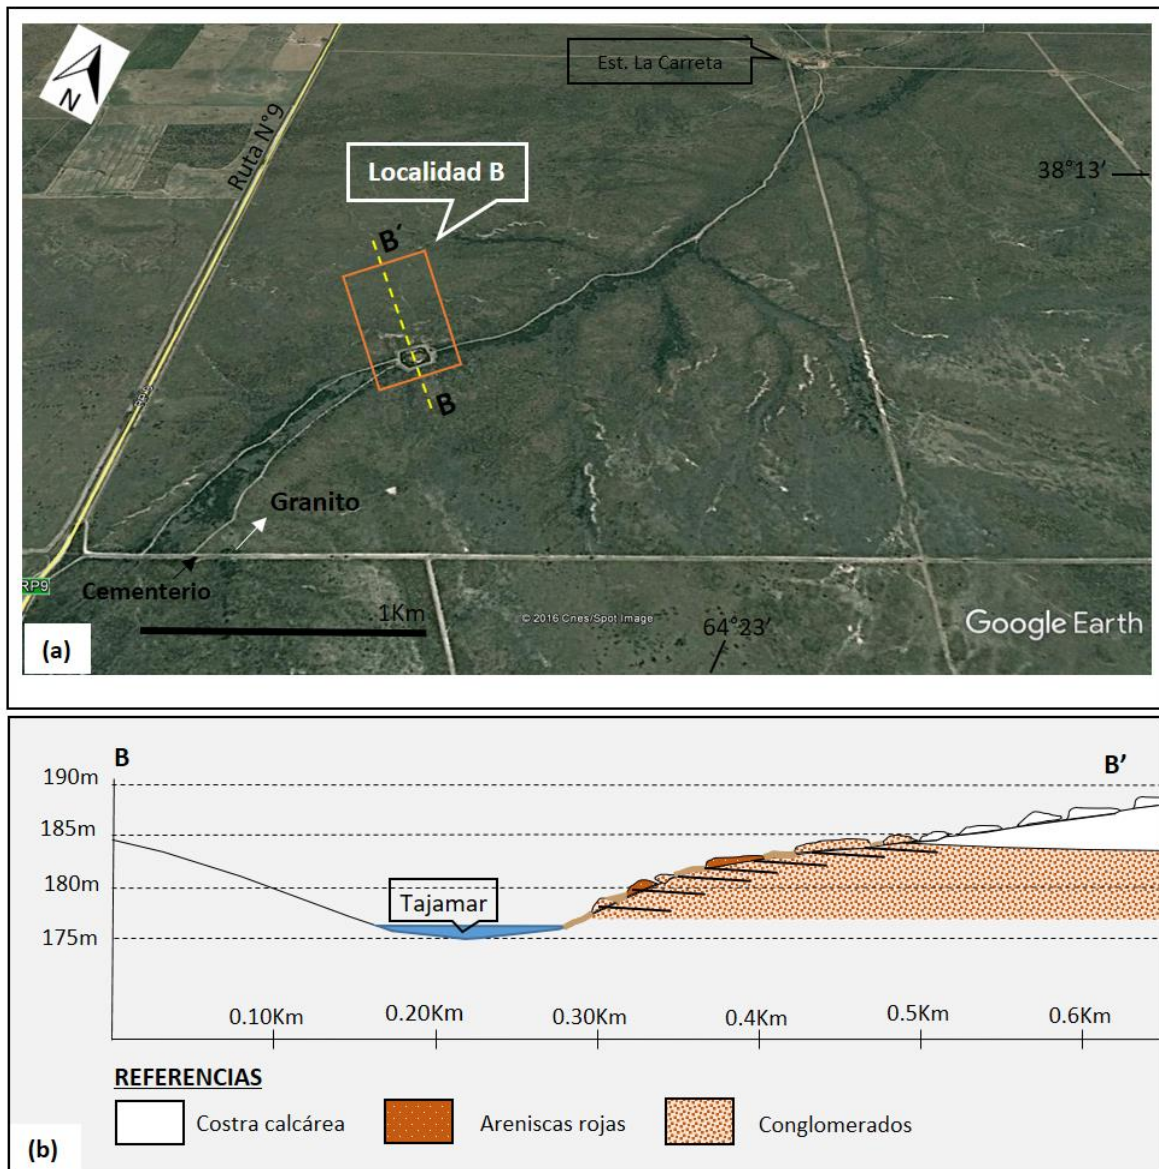 N
Ruta N°9
Est. La Carreta
38°13'
Localidad B
B´
B
Granito
Cementerio
RP9
1Km
© 2016 Cnes/Spot Image
64°23'
Google Earth
(a)
B
B’
190m
185m
180m
175m
Tajamar
0.10Km
0.20Km
0.30Km
0.4Km
0.5Km
0.6Km
REFERENCIAS
Costra calcárea
Areniscas rojas
Conglomerados
(b)